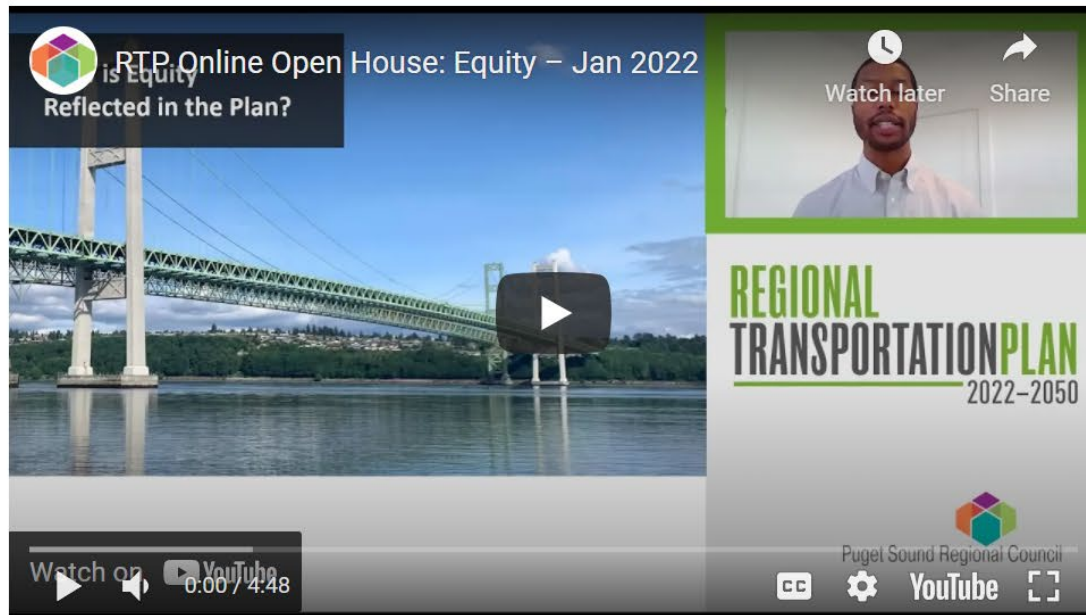 RTP Online Open House: Equity – Jan 2022
is Equity
Reflected in the Plan?
Watch later
Share
REGIONAL
TRANSPORTATIONPLAN
2022–2050
Puget Sound Regional Council
Watch on YouTube
0:00 / 4:48
CC
YouTube